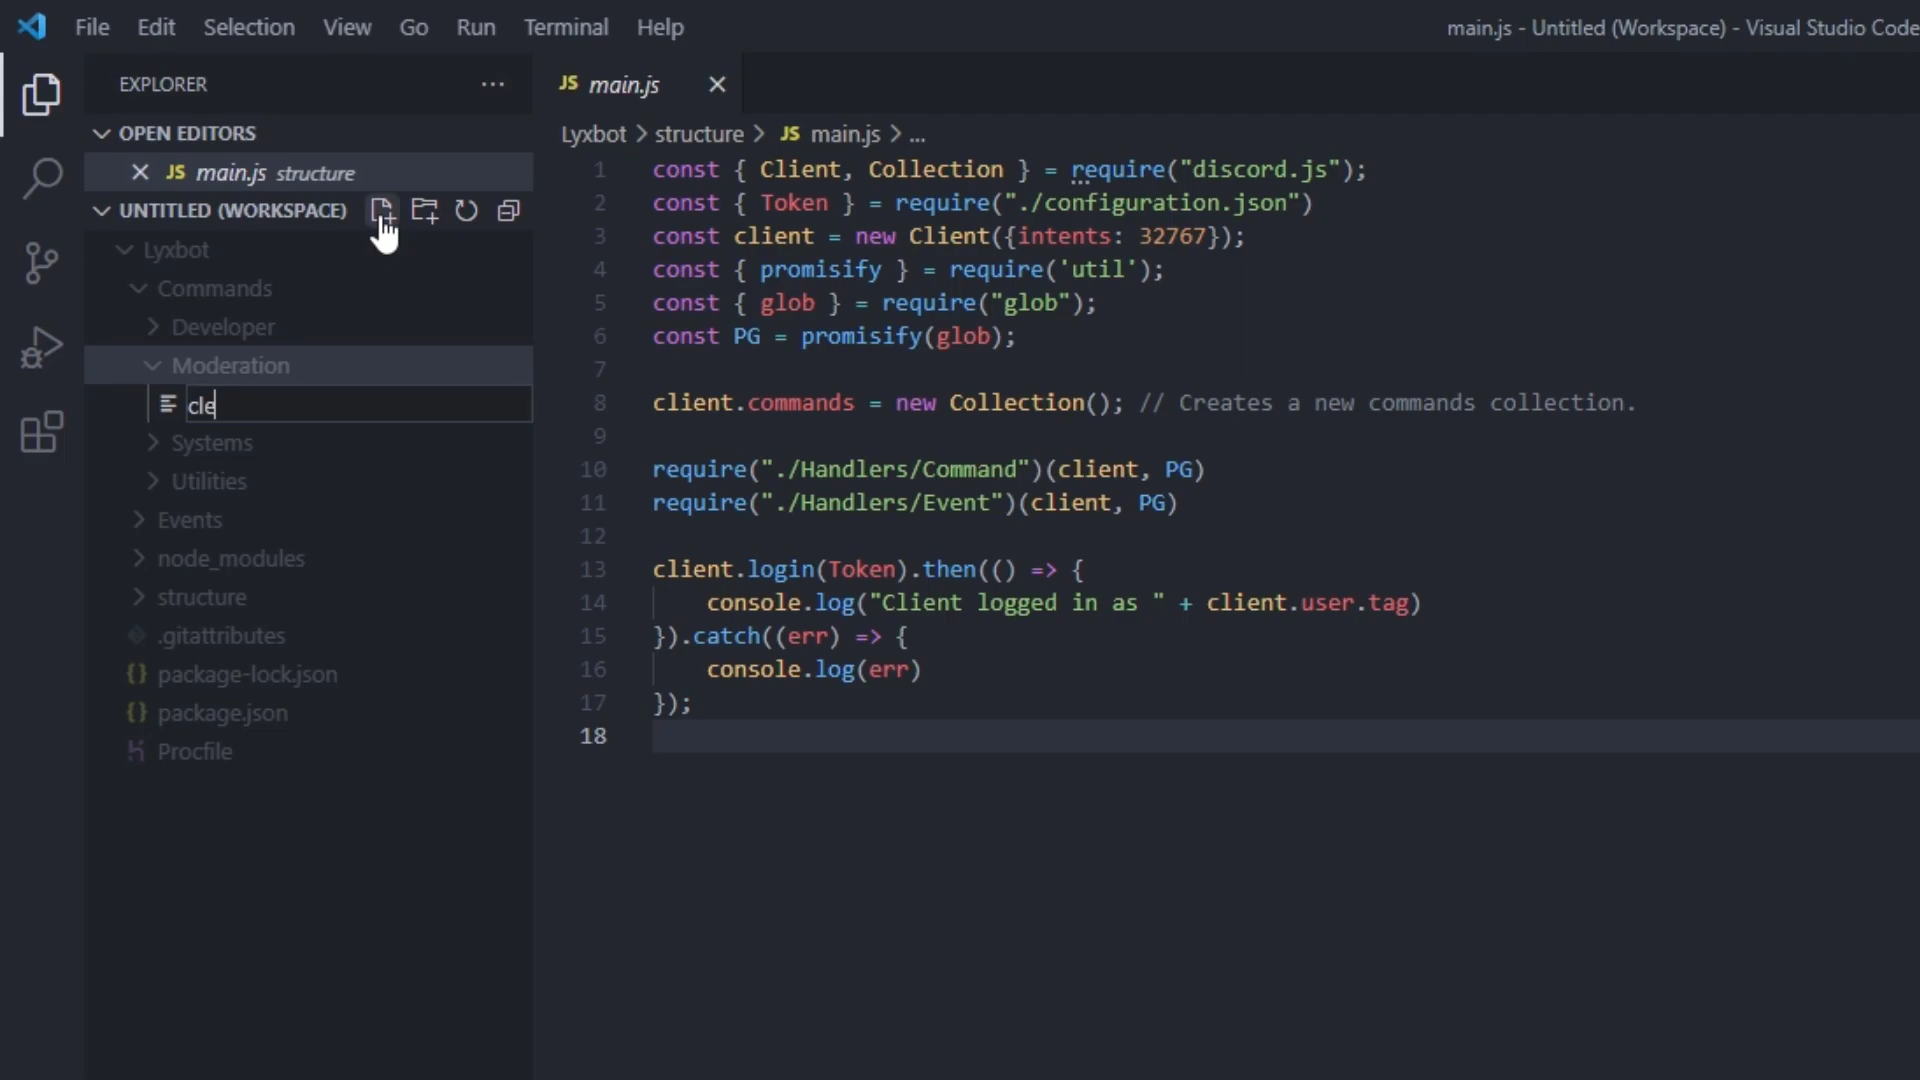 File Edit Selection View Go Run Terminal Help
main.js - Untitled (Workspace) - Visual Studio Code
EXPLORER
OPEN EDITORS
JS main.js structure
UNTITLED (WORKSPACE)
Lyxbot
Commands
Developer
Moderation
cle
Systems
Utilities
Events
node_modules
structure
.gitattributes
{} package-lock.json
{} package.json
Procfile
JS main.js
Lyxbot > structure > JS main.js > ...
1 const { Client, Collection } = require("discord.js");
2 const { Token } = require("./configuration.json")
3 const client = new Client({intents: 32767});
4 const { promisify } = require('util');
5 const { glob } = require("glob");
6 const PG = promisify(glob);
7
8 client.commands = new Collection(); // Creates a new commands collection.
9
10 require("./Handlers/Command")(client, PG)
11 require("./Handlers/Event")(client, PG)
12
13 client.login(Token).then(() => {
14 console.log("Client logged in as " + client.user.tag)
15 }).catch((err) => {
16 console.log(err)
17 });
18